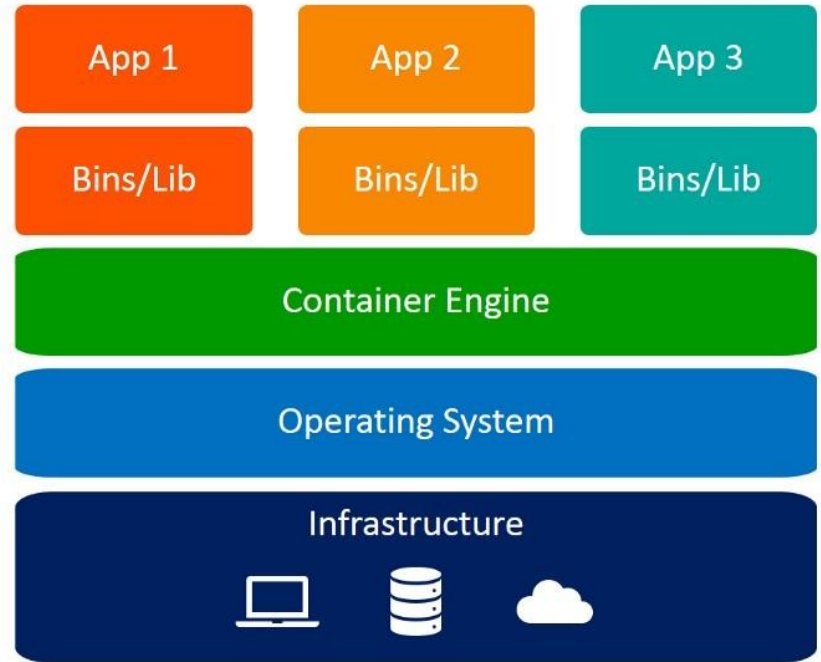 App 1
App 2
App 3
Bins/Lib
Bins/Lib
Bins/Lib
Container Engine
Operating System
Infrastructure